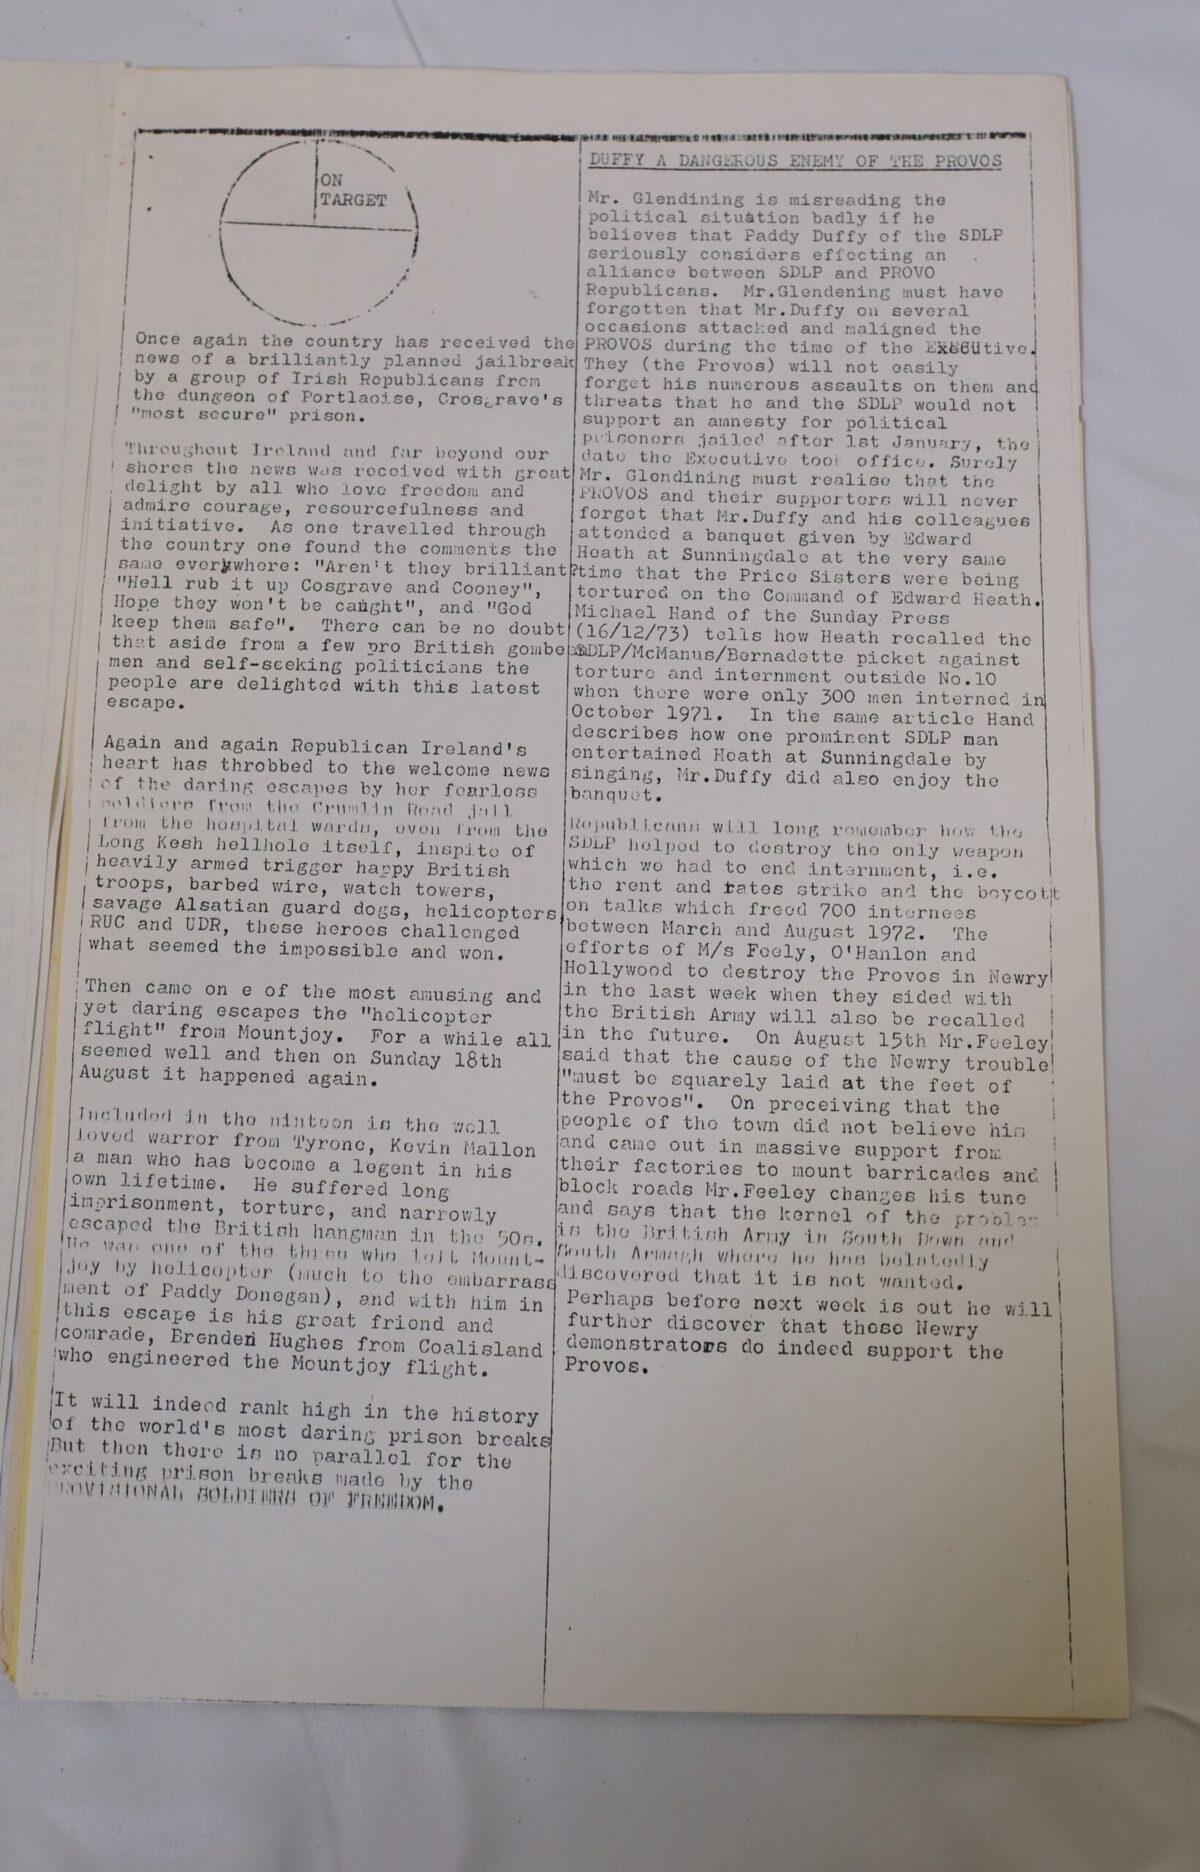 ON
TARGET
Once again the country has received the
news of a brilliantly planned jailbreak
by a group of Irish Republicans from
the dungeon of Portlaoise, Crosgrave's
"most secure" prison.
Throughout Ireland and far beyond our
shores the news was received with great
delight by all who love freedom and
admire courage, resourcefulness and
initiative. As one travelled through
the country one found the comments the
same everywhere: "Aren't they brilliant?
"Hell rub it up Cosgrave and Cooney",
Hope they won't be caught", and "God
keep them safe". There can be no doubt
that aside from a few pro British gombeen
men and self-seeking politicians the
people are delighted with this latest
escape.
Again and again Republican Ireland's
heart has throbbed to the welcome news
of the daring escapes by her fearless
soldiers from the Crumlin Road jail
from the hospital wards, even from the
Long Kesh hellhole itself, inspite of
heavily armed trigger happy British
troops, barbed wire, watch towers,
savage Alsatian guard dogs, helicopters
RUC and UDR, these heroes challenged
what seemed the impossible and won.
Then came on e of the most amusing and
yet daring escapes the "helicopter
flight" from Mountjoy. For a while all
seemed well and then on Sunday 18th
August it happened again.
Included in the ninteen is the well
loved warror from Tyrone, Kevin Mallon
a man who has become a legent in his
own lifetime. He suffered long
imprisonment, torture, and narrowly
escaped the British hangman in the 50s.
He was one of the three who left Mount-
joy by helicopter (much to the embarrass
ment of Paddy Donegan), and with him in
this escape is his great friend and
comrade, Brenden Hughes from Coalisland
who engineered the Mountjoy flight.
It will indeed rank high in the history
of the world's most daring prison breaks
But then there is no parallel for the
exciting prison breaks made by the
PROVISIONAL SOLDIERS OF FREEDOM.
DUFFY A DANGEROUS ENEMY OF THE PROVOS
Mr. Glendining is misreading the
political situation badly if he
believes that Paddy Duffy of the SDLP
seriously considers effecting an
alliance between SDLP and PROVO
Republicans. Mr.Glendening must have
forgotten that Mr.Duffy on several
occasions attacked and maligned the
PROVOS during the time of the Executive.
They (the Provos) will not easily
forget his numerous assaults on them and
threats that he and the SDLP would not
support an amnesty for political
prisoners jailed after 1st January, the
date the Executive took office. Surely
Mr. Glendining must realise that the
PROVOS and their supporters will never
forget that Mr.Duffy and his colleagues
attended a banquet given by Edward
Heath at Sunningdale at the very same
time that the Price Sisters were being
tortured on the Command of Edward Heath.
Michael Hand of the Sunday Press
(16/12/73) tells how Heath recalled the
SDLP/McManus/Bernadette picket against
torture and internment outside No.10
when there were only 300 men interned in
October 1971. In the same article Hand
describes how one prominent SDLP man
entertained Heath at Sunningdale by
singing, Mr.Duffy did also enjoy the
banquet.
Republicans will long remember how the
SDLP helped to destroy the only weapon
which we had to end internment, i.e.
the rent and rates strike and the boycott
on talks which freed 700 internees
between March and August 1972. The
efforts of M/s Feely, O'Hanlon and
Hollywood to destroy the Provos in Newry
in the last week when they sided with
the British Army will also be recalled
in the future. On August 15th Mr.Feeley
said that the cause of the Newry trouble
"must be squarely laid at the feet of
the Provos". On preceiving that the
people of the town did not believe him
and came out in massive support from
their factories to mount barricades and
block roads Mr.Feeley changes his tune
and says that the kernel of the problem
is the British Army in South Down and
South Armagh where he has belatedly
discovered that it is not wanted.
Perhaps before next week is out he will
further discover that these Newry
demonstrators do indeed support the
Provos.